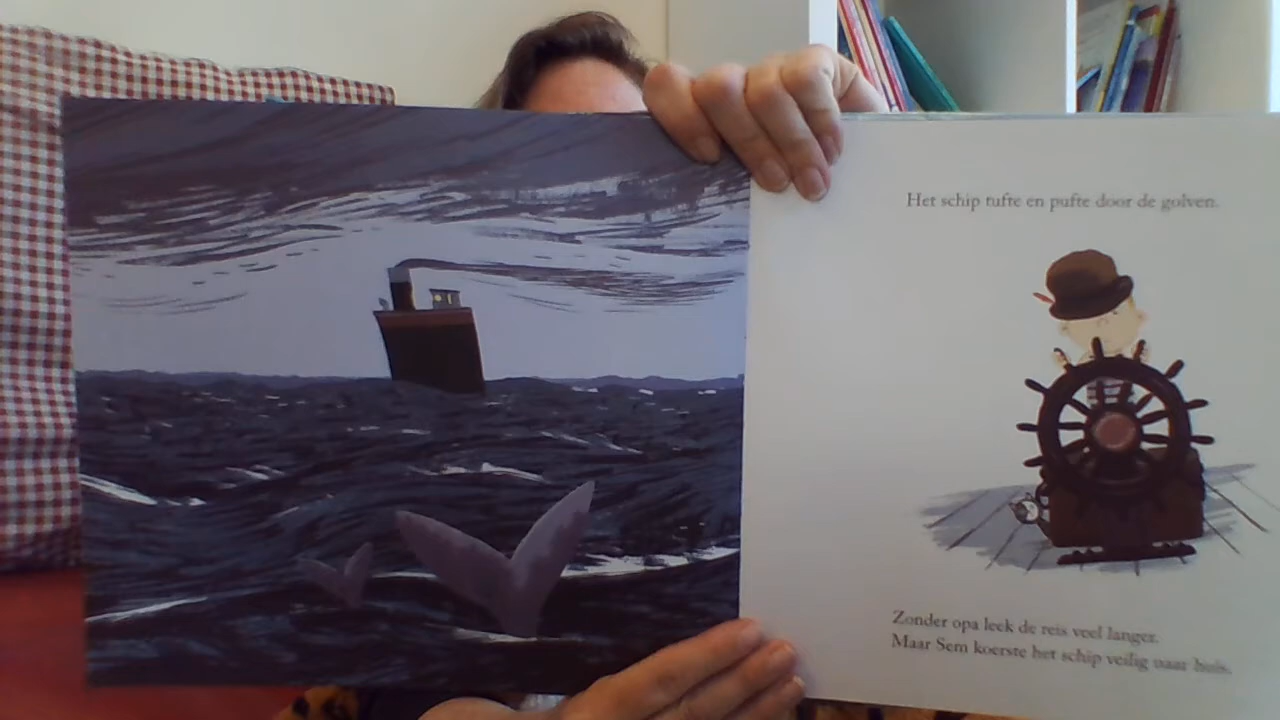 Het schip tufte en pufte door de golven.
Zonder opa leek de reis veel langer.
Maar Sem koerste het schip veilig naar huis.